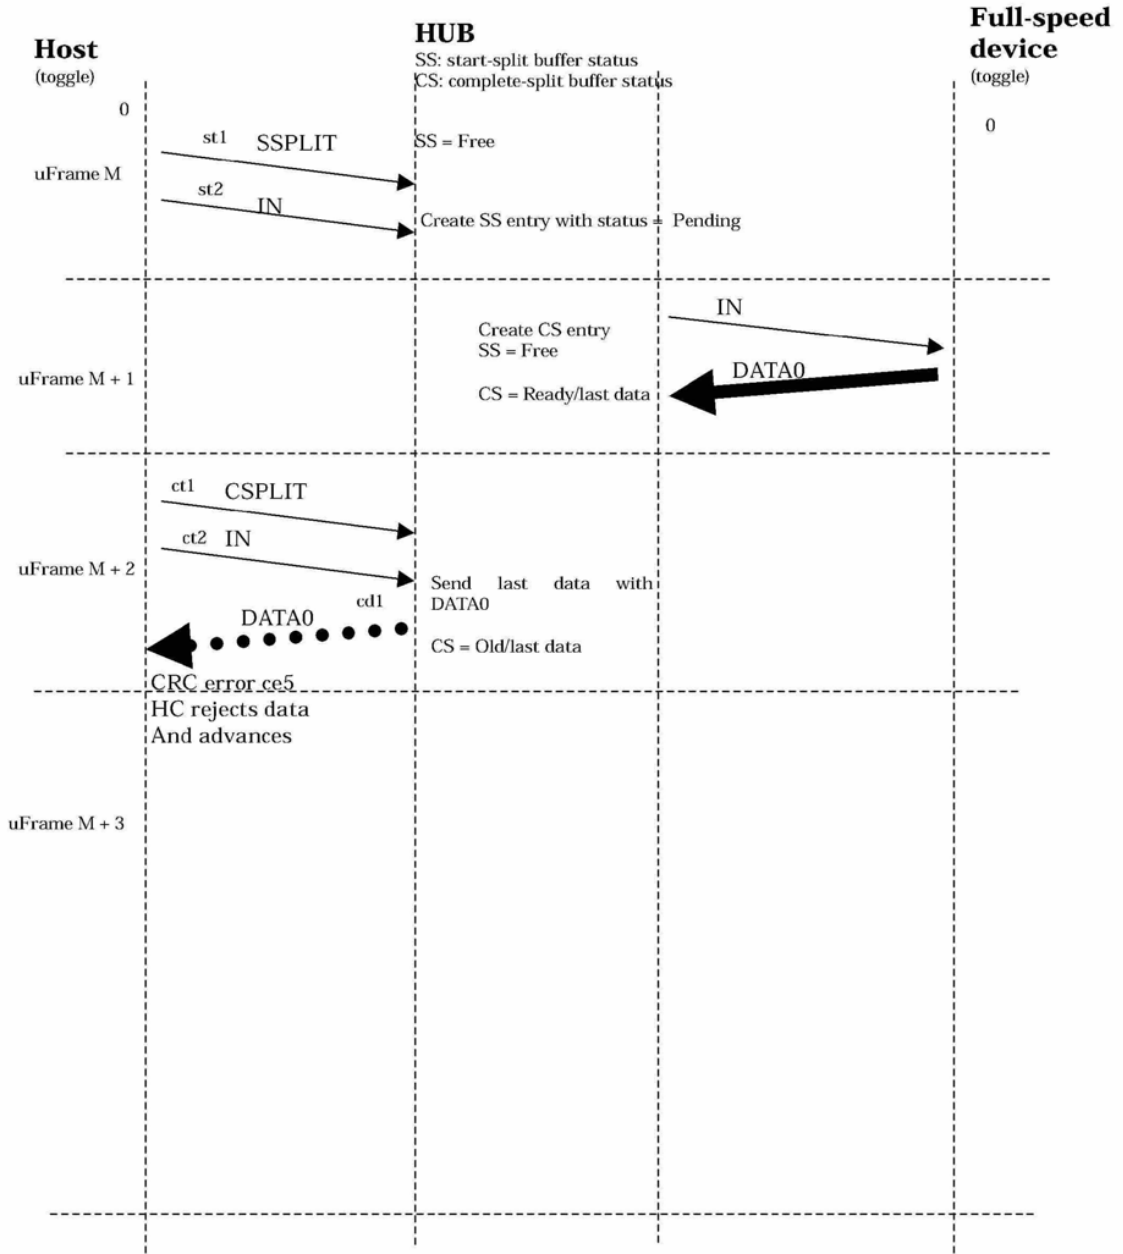 Host
(toggle)
HUB
SS: start-split buffer status
CS: complete-split buffer status
Full-speed
device
(toggle)
0
0
st1 SSPLIT
SS = Free
uFrame M
st2 IN
Create SS entry with status = Pending
IN
Create CS entry
SS = Free
uFrame M + 1
DATA0
CS = Ready/last data
ct1 CSPLIT
ct2 IN
uFrame M + 2
Send last data with
DATA0
cd1
DATA0
CS = Old/last data
CRC error ce5
HC rejects data
And advances
uFrame M + 3